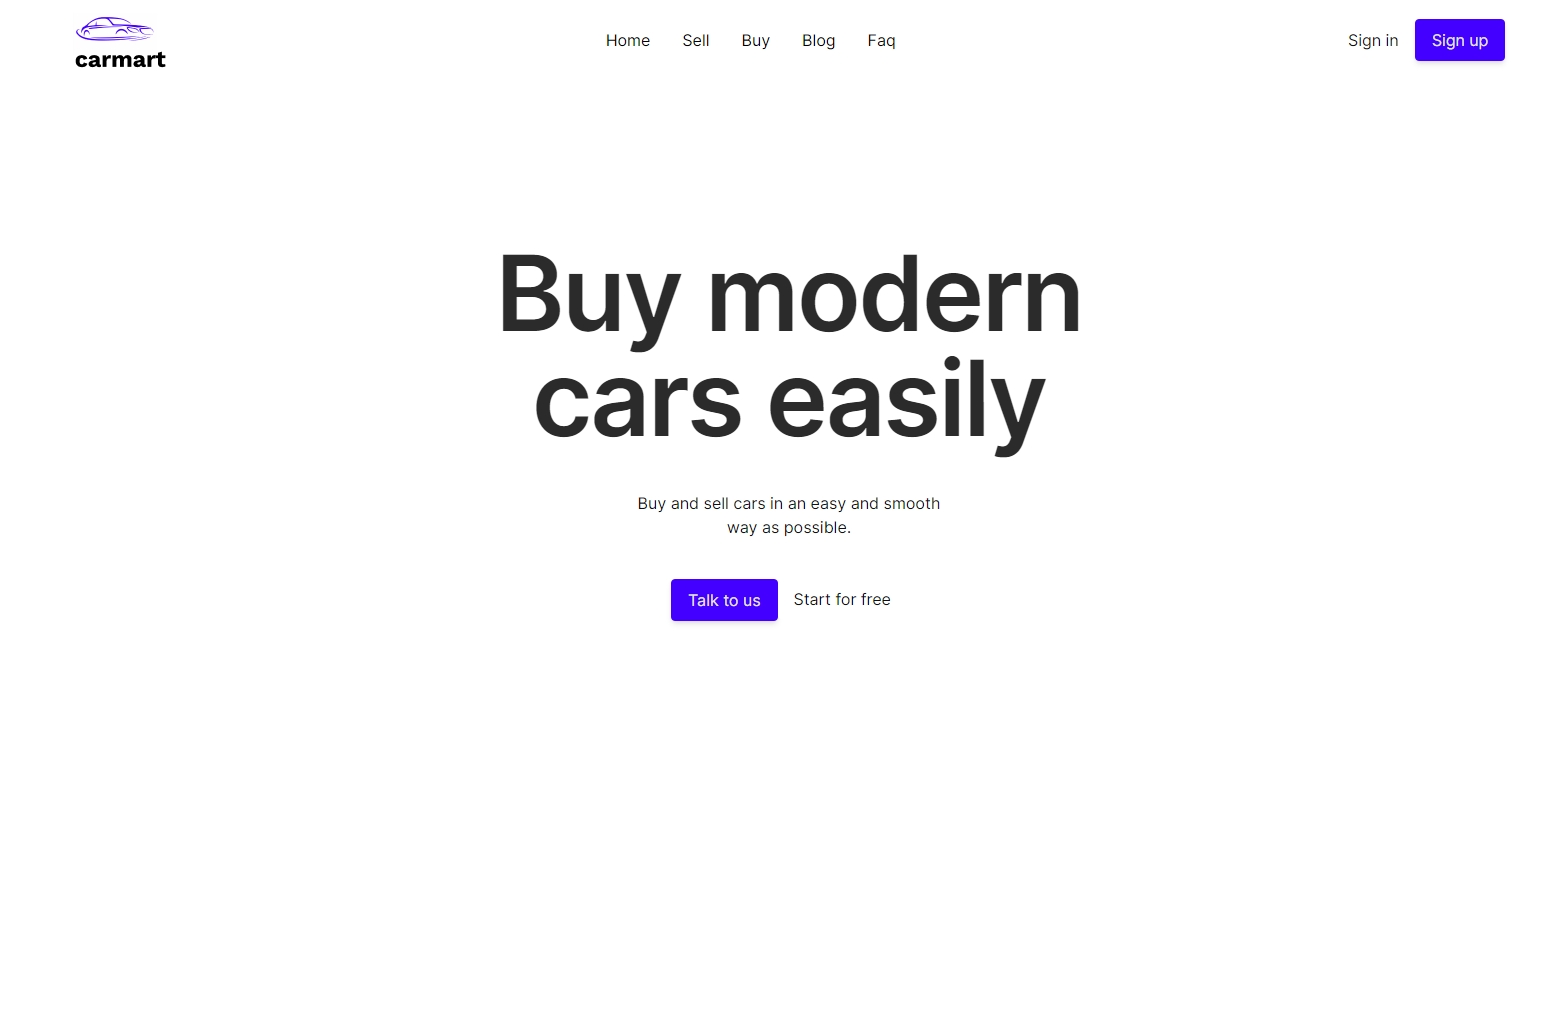 carmart
Home Sell Buy Blog Faq
Sign in Sign up
Buy modern
cars easily
Buy and sell cars in an easy and smooth
way as possible.
Talk to us Start for free